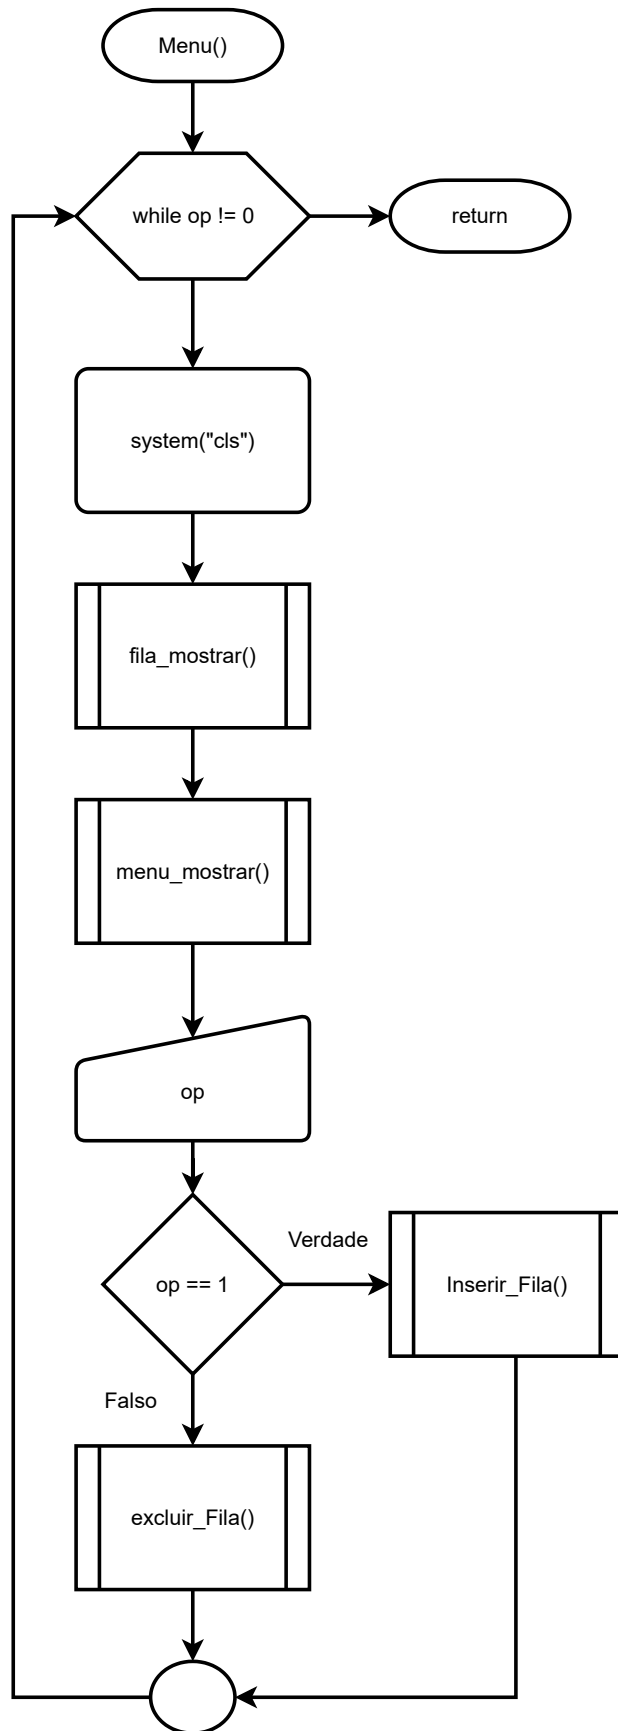 Menu()
while op != 0
return
system("cls")
fila_mostrar()
menu_mostrar()
op
op == 1
Verdade
Inserir_Fila()
Falso
excluir_Fila()